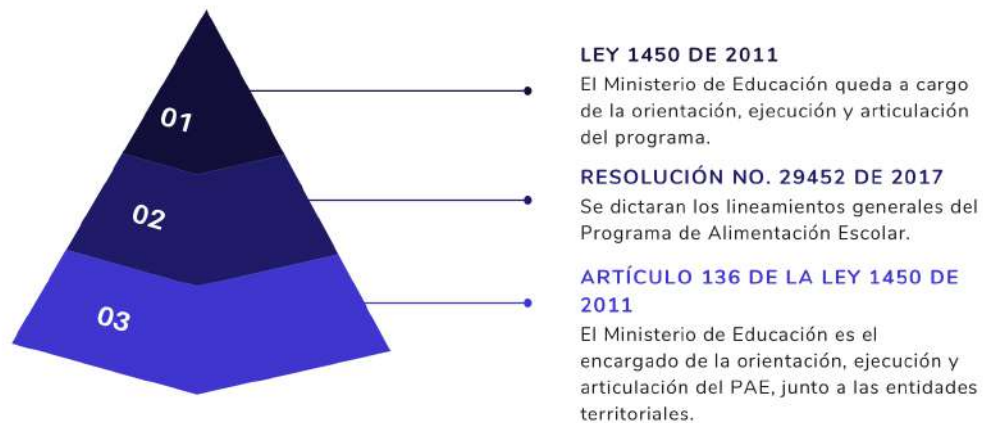 01
LEY 1450 DE 2011
El Ministerio de Educación queda a cargo
de la orientación, ejecución y articulación
del programa.
02
RESOLUCIÓN NO. 29452 DE 2017
Se dictaran los lineamientos generales del
Programa de Alimentación Escolar.
03
ARTÍCULO 136 DE LA LEY 1450 DE
2011
El Ministerio de Educación es el
encargado de la orientación, ejecución y
articulación del PAE, junto a las entidades
territoriales.